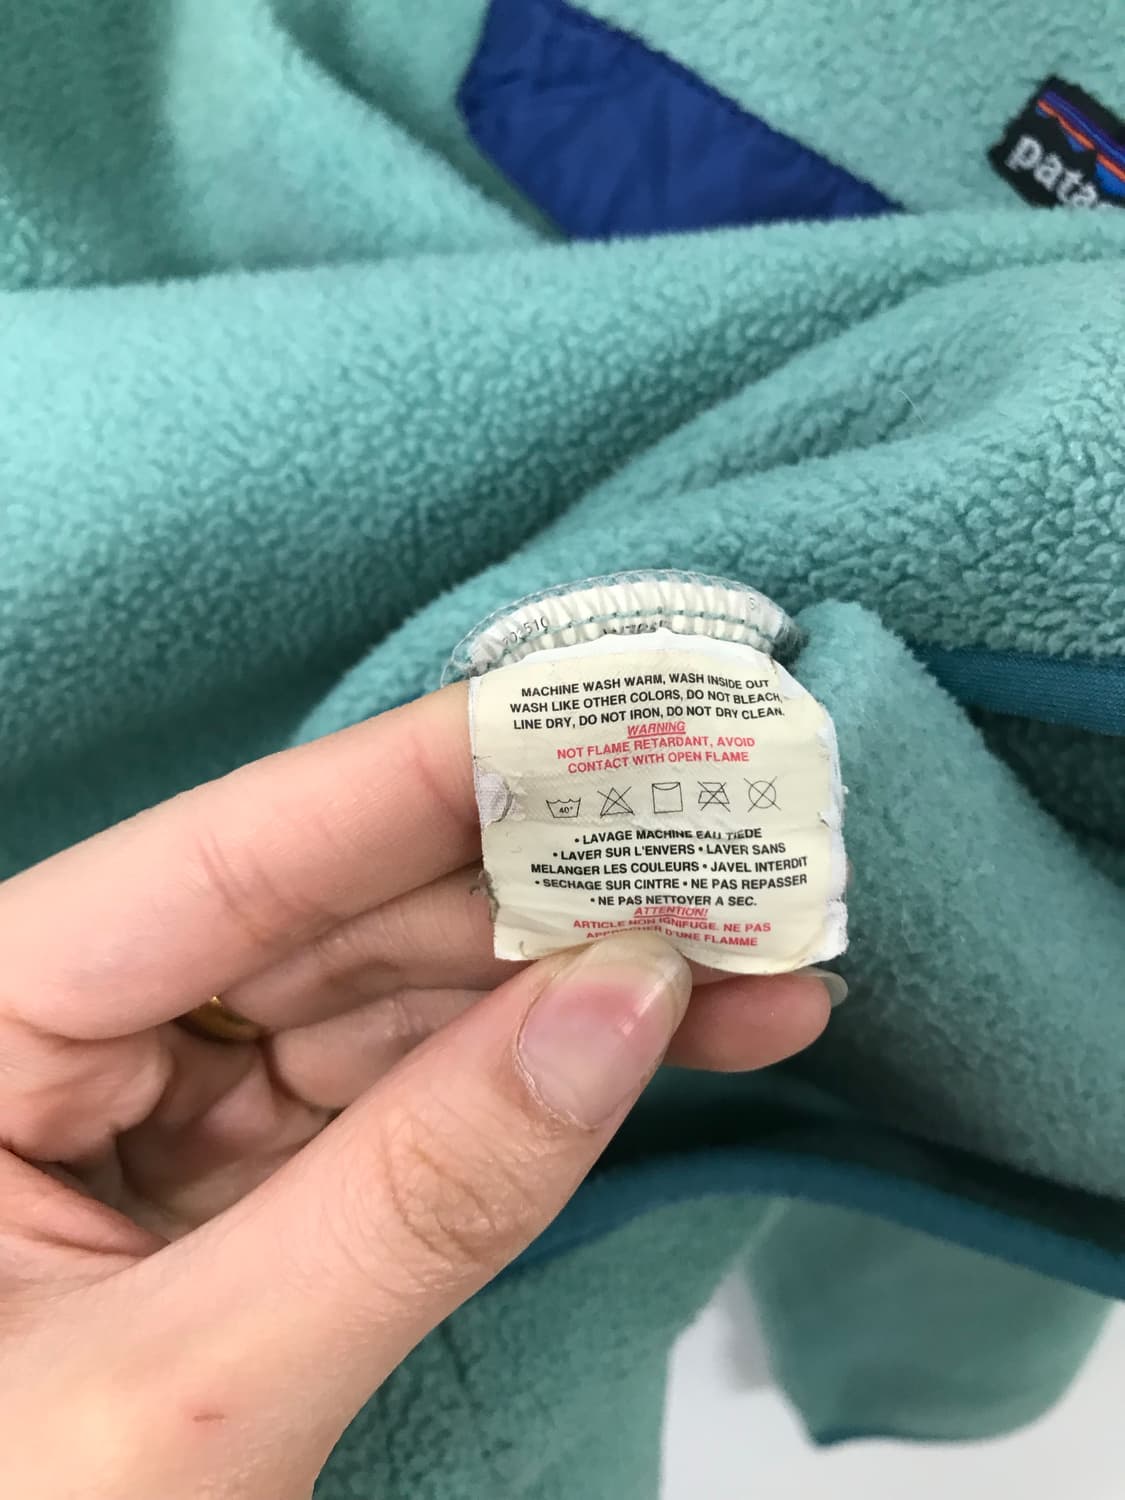 pata
MACHINE WASH WARM, WASH INSIDE OUT
WASH LIKE OTHER COLORS, DO NOT BLEACH,
LINE DRY, DO NOT IRON, DO NOT DRY CLEAN.
WARNING
NOT FLAME RETARDANT, AVOID
CONTACT WITH OPEN FLAME
40°
• LAVAGE MACHINE EAU TIEDE
• LAVER SUR L'ENVERS • LAVER SANS
MELANGER LES COULEURS • JAVEL INTERDIT
• SECHAGE SUR CINTRE • NE PAS REPASSER
• NE PAS NETTOYER A SEC.
ATTENTION!
ARTICLE NON IGNIFUGE. NE PAS
APPROCHER D'UNE FLAMME